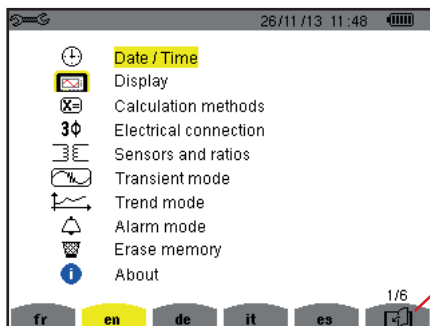 26/11/13 11:48
Date / Time
Display
X= Calculation methods
3ϕ Electrical connection
Sensors and ratios
Transient mode
Trend mode
Alarm mode
Erase memory
i About
1/6
fr en de it es